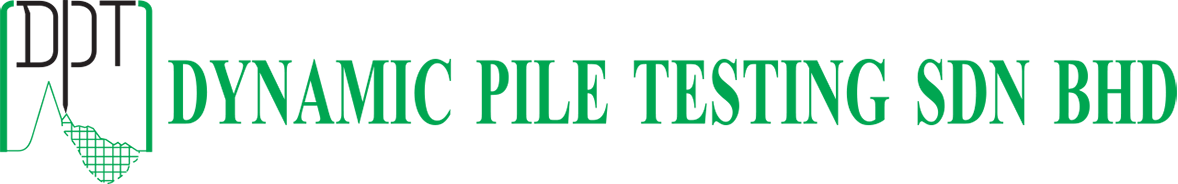 DPT
DYNAMIC PILE TESTING SDN BHD